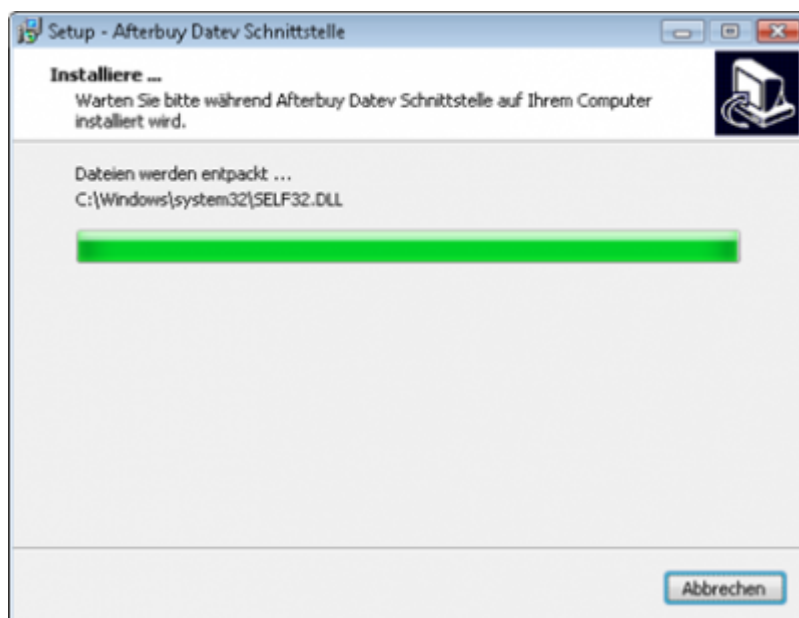 Setup - Afterbuy Datev Schnittstelle
Installiere ...
Warten Sie bitte während Afterbuy Datev Schnittstelle auf Ihrem Computer
installiert wird.
Dateien werden entpackt ...
C:\Windows\system32\SELF32.DLL
Abbrechen